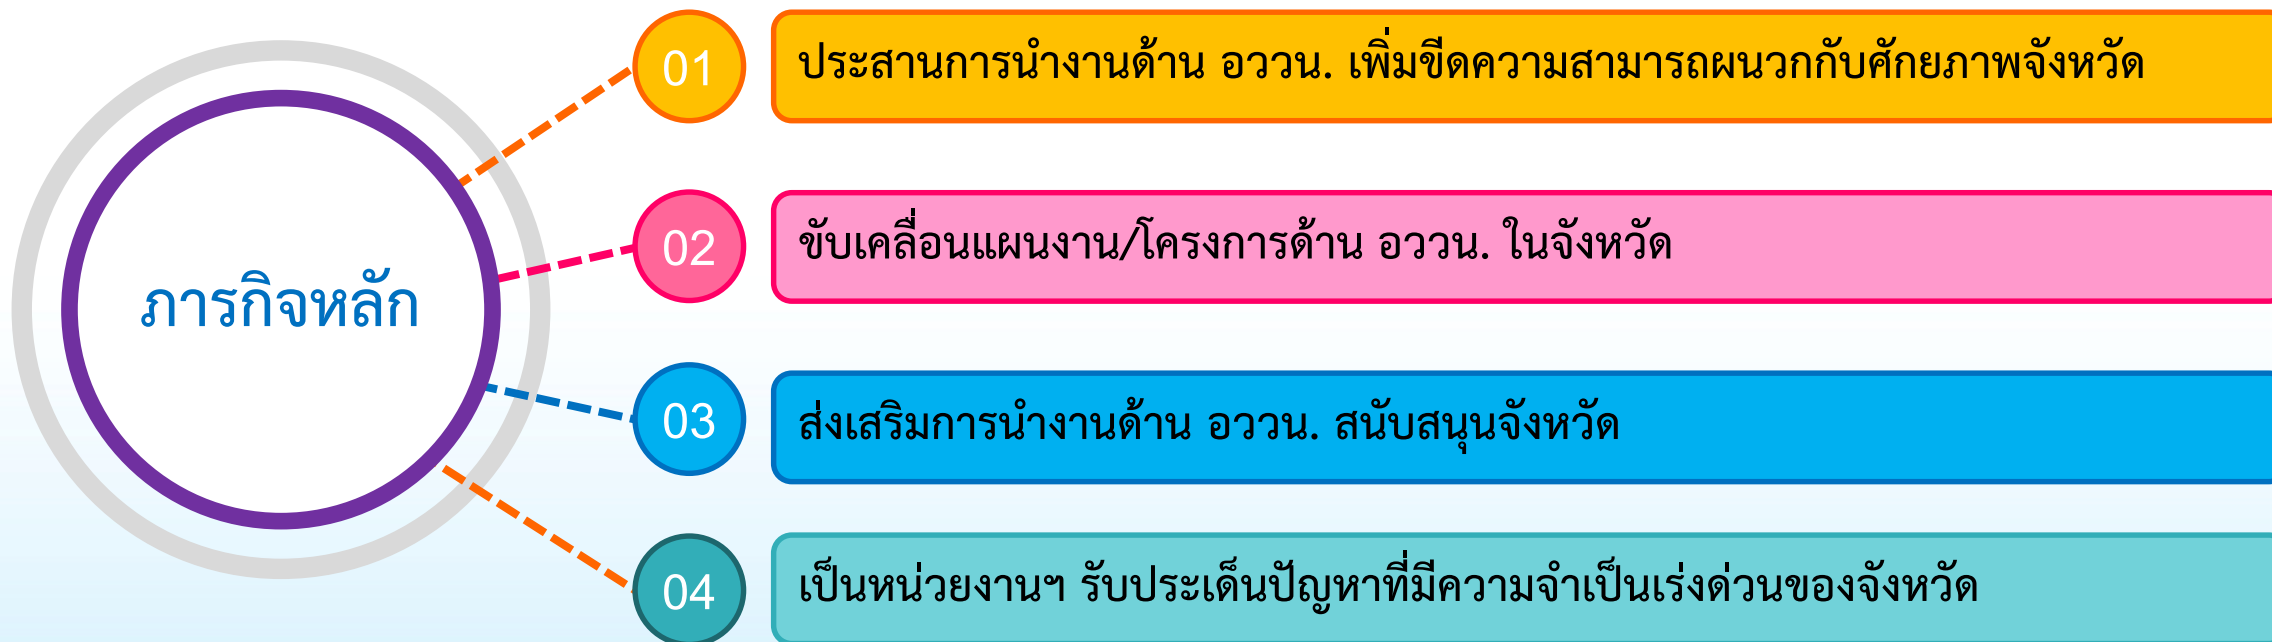 ภารกิจหลัก
01
ประสานการนำงานด้าน อววน. เพิ่มขีดความสามารถผนวกกับศักยภาพจังหวัด
02
ขับเคลื่อนแผนงาน/โครงการด้าน อววน. ในจังหวัด
03
ส่งเสริมการนำงานด้าน อววน. สนับสนุนจังหวัด
04
เป็นหน่วยงานฯ รับประเด็นปัญหาที่มีความจำเป็นเร่งด่วนของจังหวัด